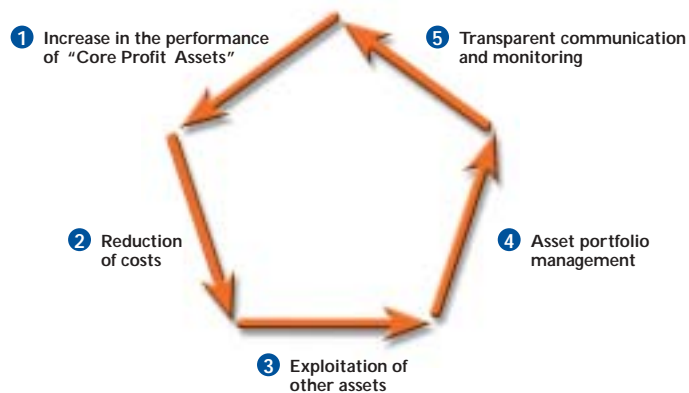 1 Increase in the performance
of “Core Profit Assets”
2 Reduction
of costs
3 Exploitation of
other assets
4 Asset portfolio
management
5 Transparent communication
and monitoring